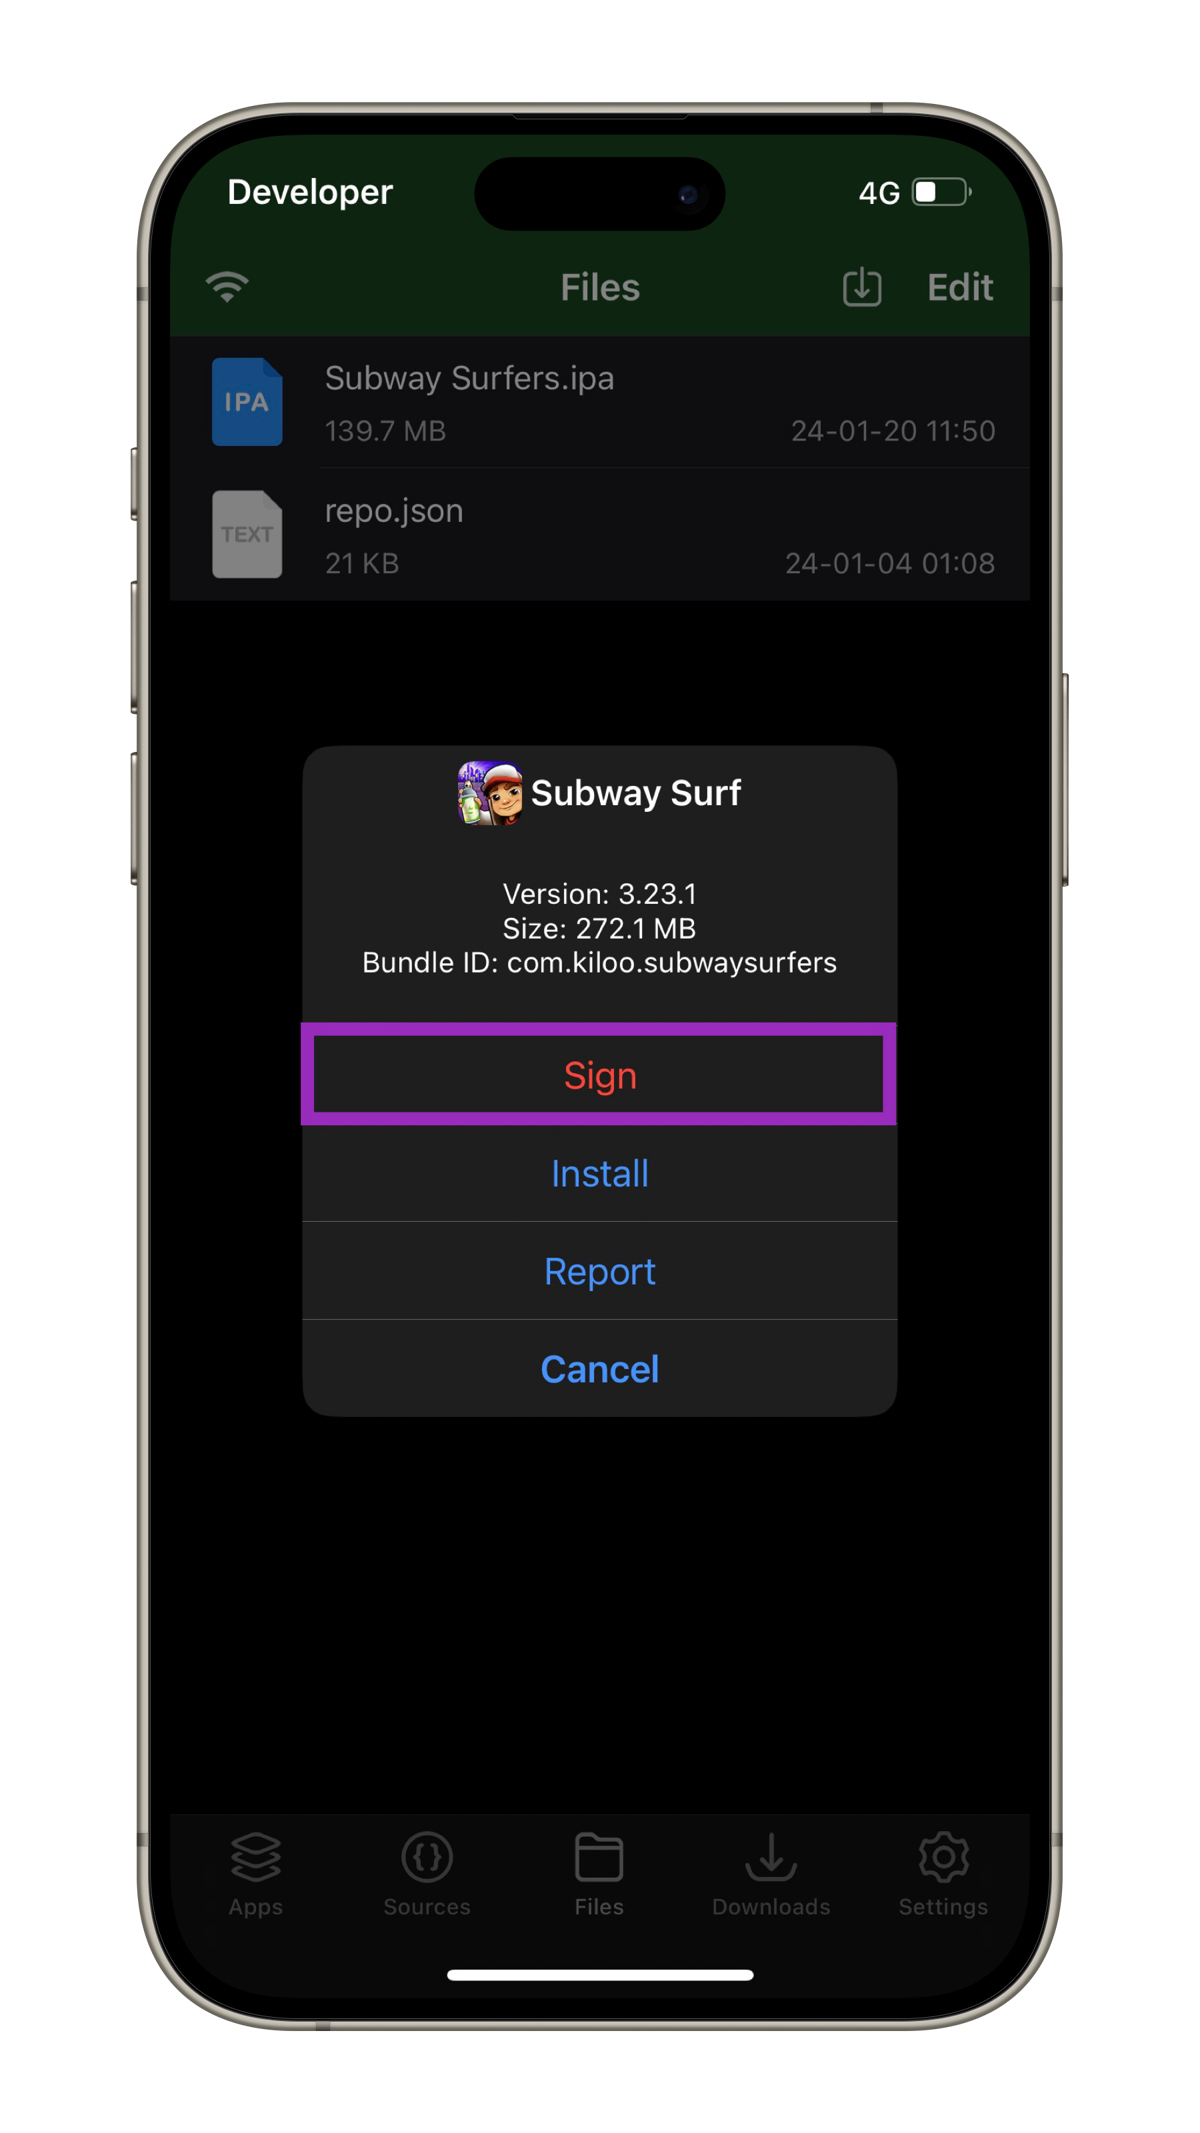 Developer
4G
Files
Edit
IPA
Subway Surfers.ipa
139.7 MB
24-01-20 11:50
TEXT
repo.json
21 KB
24-01-04 01:08
Subway Surf
Version: 3.23.1
Size: 272.1 MB
Bundle ID: com.kiloo.subwaysurfers
Sign
Install
Report
Cancel
{}
Apps
Sources
Files
Downloads
Settings